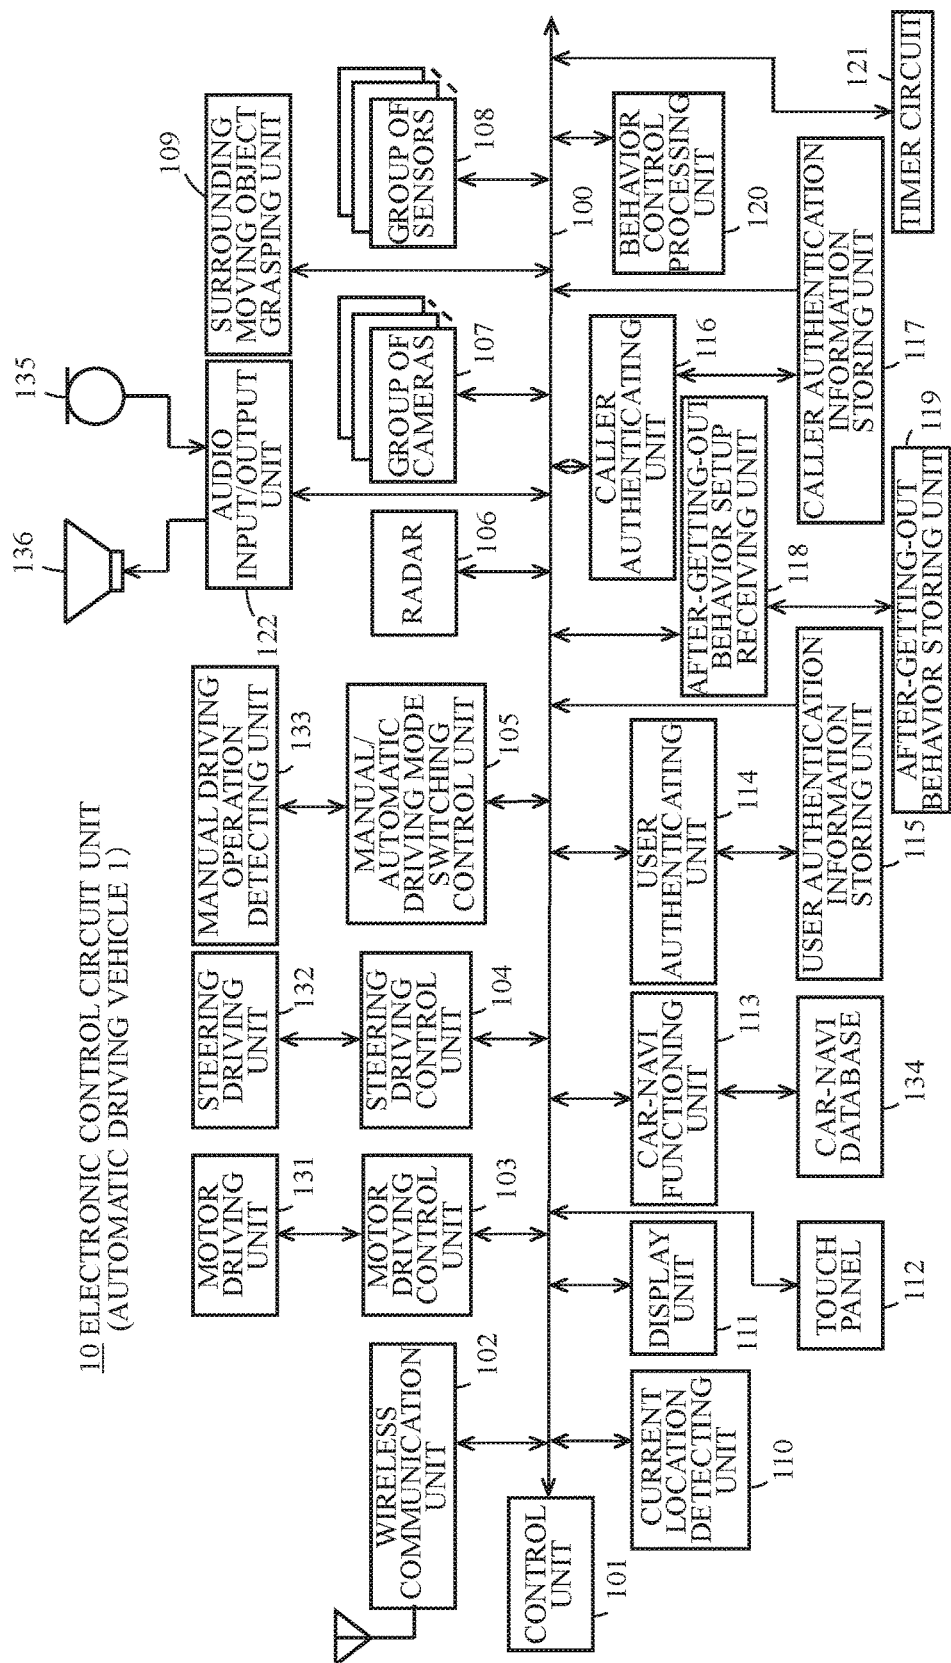 10 ELECTRONIC CONTROL CIRCUIT UNIT
(AUTOMATIC DRIVING VEHICLE 1)
136
135
MOTOR
DRIVING
UNIT
131
STEERING
DRIVING
UNIT
132
MANUAL DRIVING
OPERATION
DETECTING UNIT
133
AUDIO
INPUT/OUTPUT
UNIT
122
SURROUNDING
MOVING OBJECT
GRASPING UNIT
109
WIRELESS
COMMUNICATION
UNIT
102
MOTOR
DRIVING
CONTROL
UNIT
103
STEERING
DRIVING
CONTROL
UNIT
104
MANUAL/
AUTOMATIC
DRIVING MODE
SWITCHING
CONTROL UNIT
105
RADAR
106
GROUP OF
CAMERAS
107
GROUP OF
SENSORS
108
CONTROL
UNIT
101
100
CURRENT
LOCATION
DETECTING
UNIT
110
DISPLAY
UNIT
111
TOUCH
PANEL
112
CAR-NAVI
FUNCTIONING
UNIT
113
CAR-NAVI
DATABASE
134
USER
AUTHENTICATING
UNIT
114
USER AUTHENTICATION
INFORMATION
STORING UNIT
115
CALLER
AUTHENTICATING
UNIT
116
AFTER-GETTING-OUT
BEHAVIOR SETUP
RECEIVING UNIT
118
AFTER-GETTING-OUT
BEHAVIOR STORING UNIT
119
CALLER AUTHENTICATION
INFORMATION
STORING UNIT
117
BEHAVIOR
CONTROL
PROCESSING
UNIT
120
TIMER CIRCUIT
121